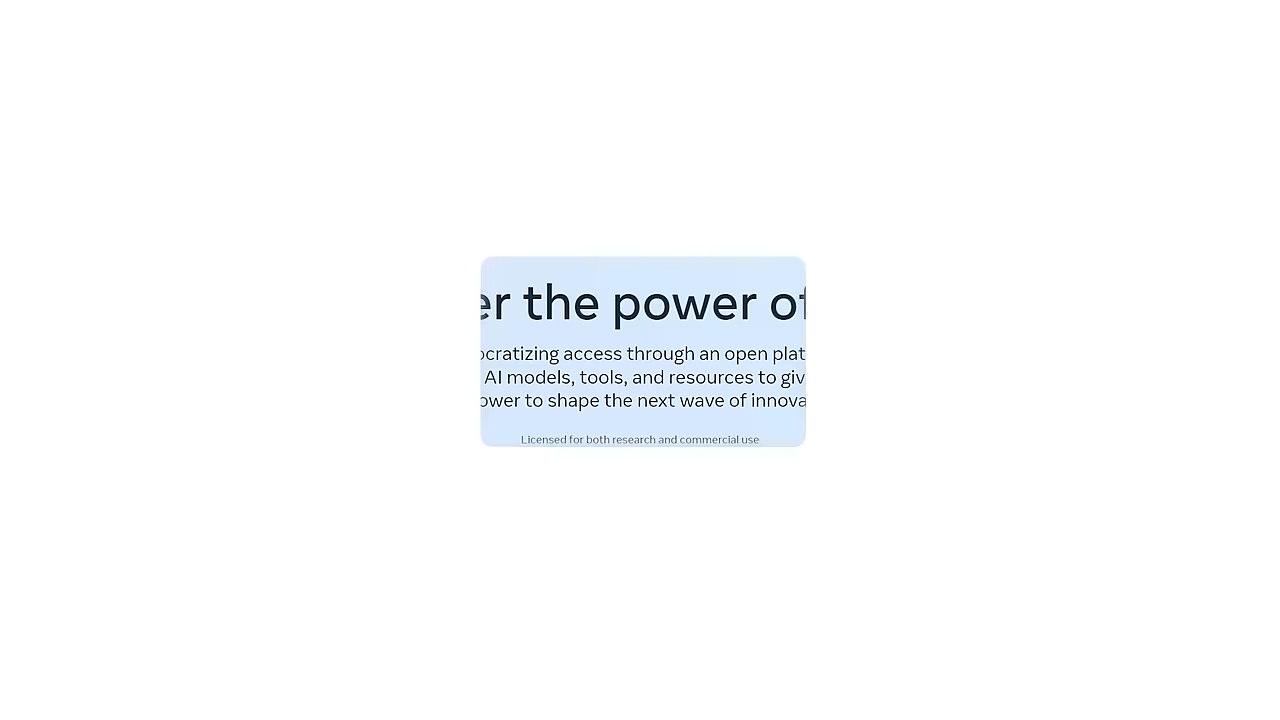 er the power of
ocratizing access through an open plat
AI models, tools, and resources to giv
ower to shape the next wave of innova
Licensed for both research and commercial use